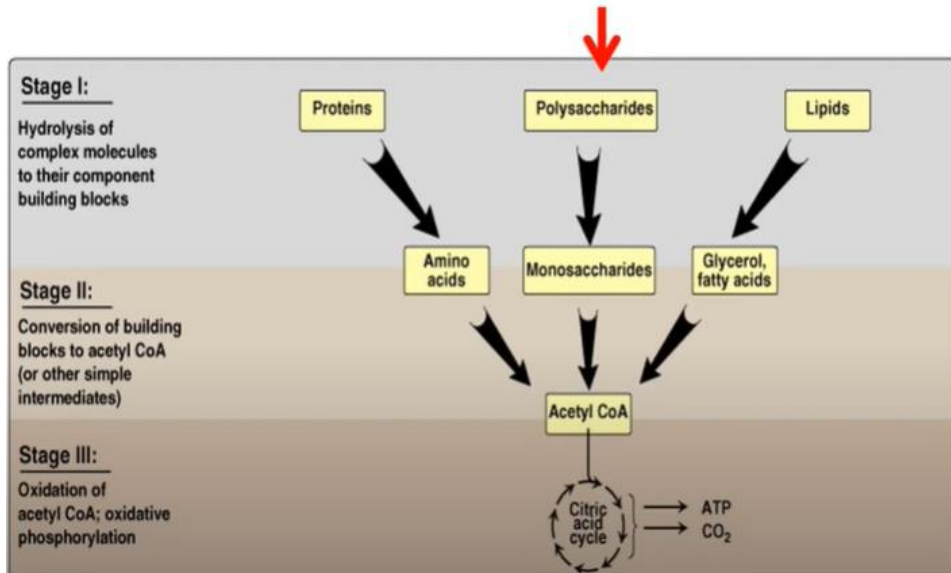 Stage I:
Hydrolysis of
complex molecules
to their component
building blocks
Proteins
Polysaccharides
Lipids
Amino
acids
Monosaccharides
Glycerol,
fatty acids
Stage II:
Conversion of building
blocks to acetyl CoA
(or other simple
intermediates)
Acetyl CoA
Stage III:
Oxidation of
acetyl CoA; oxidative
phosphorylation
Citric
acid
cycle
ATP
CO₂